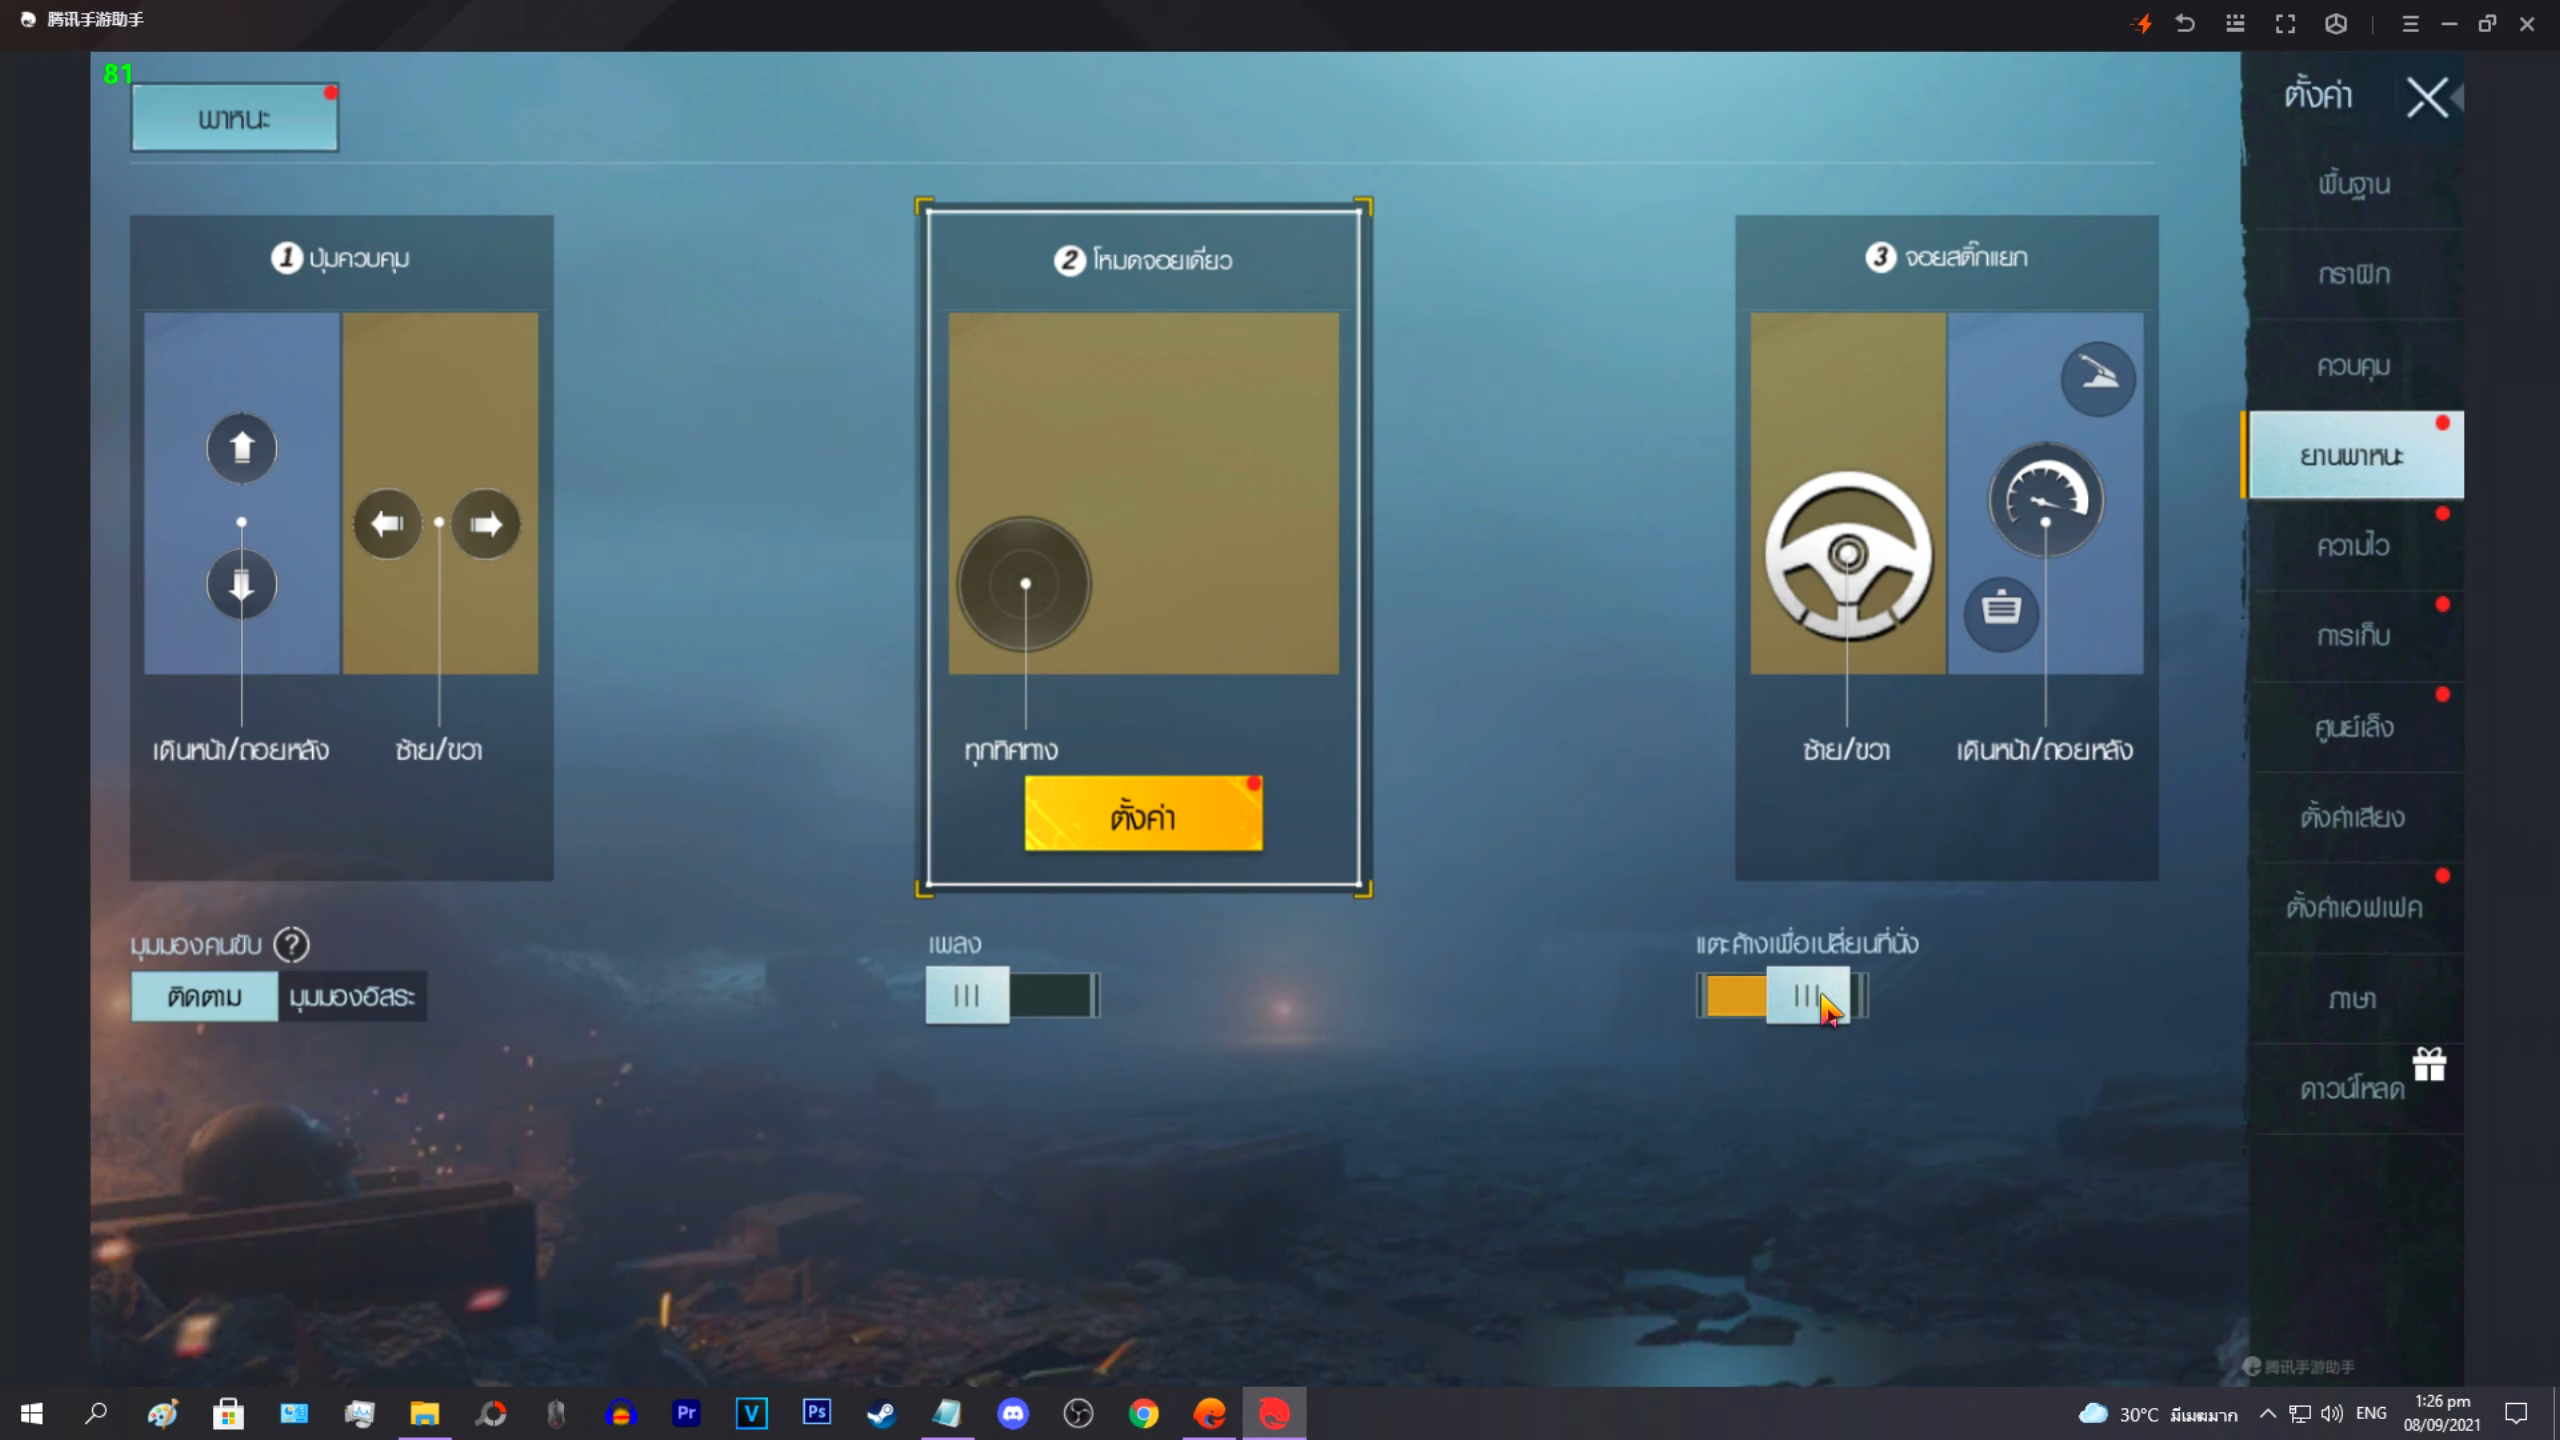 腾讯手游助手
81
พาหนะ
ตั้งค่า
พื้นฐาน
กราฟิก
ควบคุม
ยานพาหนะ
ความไว
การเก็บ
ศูนย์เล็ง
ตั้งค่าเสียง
ตั้งค่าเอฟเฟค
ภาษา
ดาวน์โหลด
1 ปุ่มควบคุม
เดินหน้า/ถอยหลัง
ซ้าย/ขวา
2 โหมดจอยเดี่ยว
ทุกทิศทาง
ตั้งค่า
3 จอยสติ๊กแยก
ซ้าย/ขวา
เดินหน้า/ถอยหลัง
มุมมองคนขับ ?
ติดตาม
มุมมองอิสระ
เพลง
แตะค้างเพื่อเปลี่ยนที่นั่ง
腾讯手游助手
Pr
V
Ps
30°C มีเมฆมาก
ENG
1:26 pm
08/09/2021